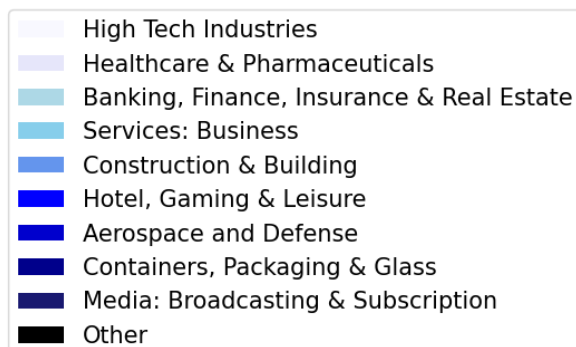 High Tech Industries
Healthcare & Pharmaceuticals
Banking, Finance, Insurance & Real Estate
Services: Business
Construction & Building
Hotel, Gaming & Leisure
Aerospace and Defense
Containers, Packaging & Glass
Media: Broadcasting & Subscription
Other